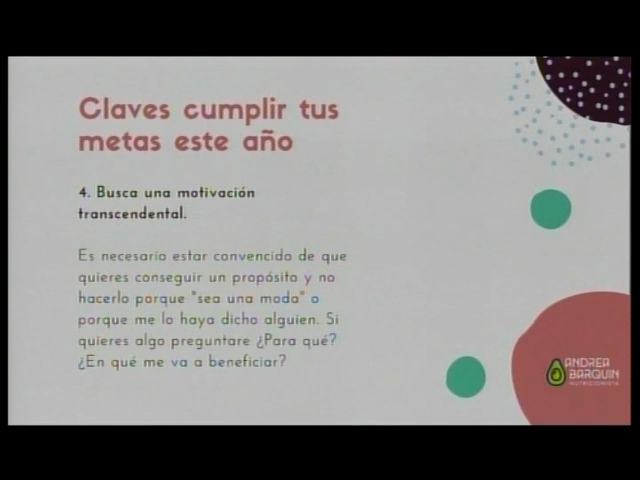 Claves cumplir tus
metas este año
4. Busca una motivación
transcendental.
Es necesario estar convencido de que
quieres conseguir un propósito y no
hacerlo porque "sea una moda" o
porque me lo haya dicho alguien. Si
quieres algo preguntare ¿Para qué?
¿En qué me va a beneficiar?
ANDREA
BARQUIN
NUTRICIONISTA